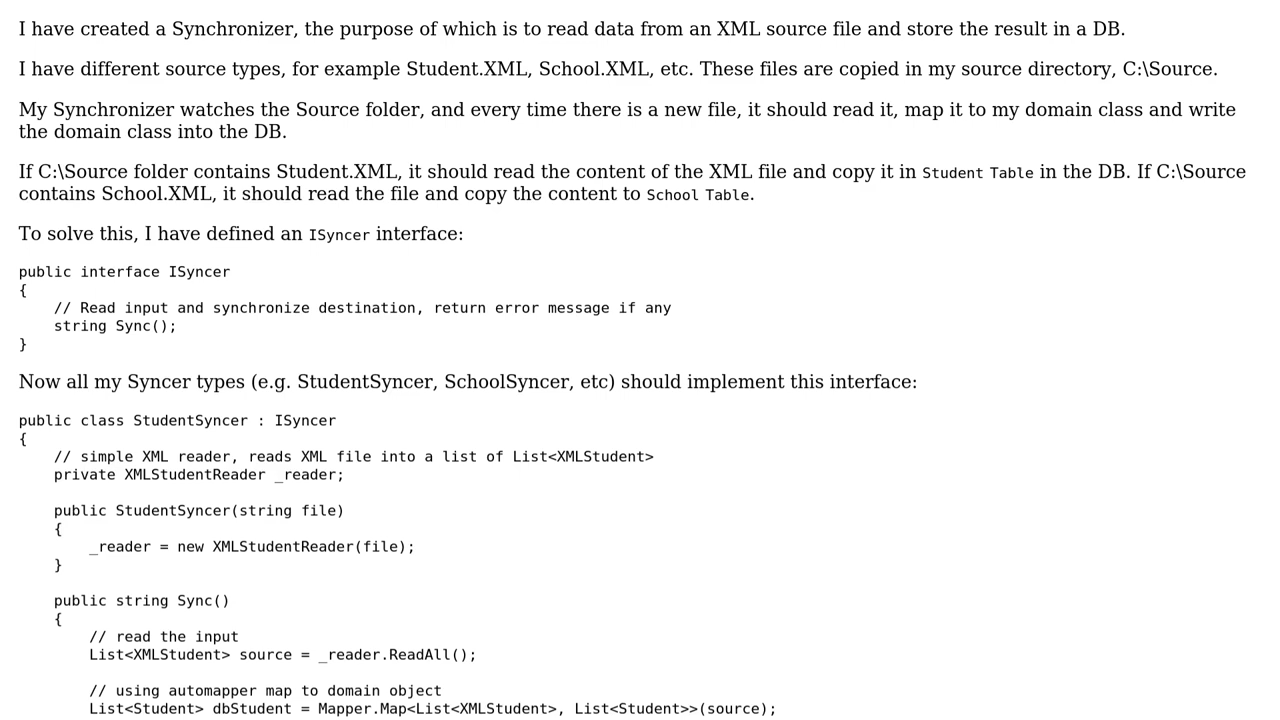 I have created a Synchronizer, the purpose of which is to read data from an XML source file and store the result in a DB.
I have different source types, for example Student.XML, School.XML, etc. These files are copied in my source directory, C:\Source.
My Synchronizer watches the Source folder, and every time there is a new file, it should read it, map it to my domain class and write
the domain class into the DB.
If C:\Source folder contains Student.XML, it should read the content of the XML file and copy it in Student Table in the DB. If C:\Source
contains School.XML, it should read the file and copy the content to School Table.
To solve this, I have defined an ISyncer interface:
public interface ISyncer
{
    // Read input and synchronize destination, return error message if any
    string Sync();
}
Now all my Syncer types (e.g. StudentSyncer, SchoolSyncer, etc) should implement this interface:
public class StudentSyncer : ISyncer
{
    // simple XML reader, reads XML file into a list of List<XMLStudent>
    private XMLStudentReader _reader;
    public StudentSyncer(string file)
    {
        _reader = new XMLStudentReader(file);
    }
    public string Sync()
    {
        // read the input
        List<XMLStudent> source = _reader.ReadAll();
        // using automapper map to domain object
        List<Student> dbStudent = Mapper.Map<List<XMLStudent>, List<Student>>(source);